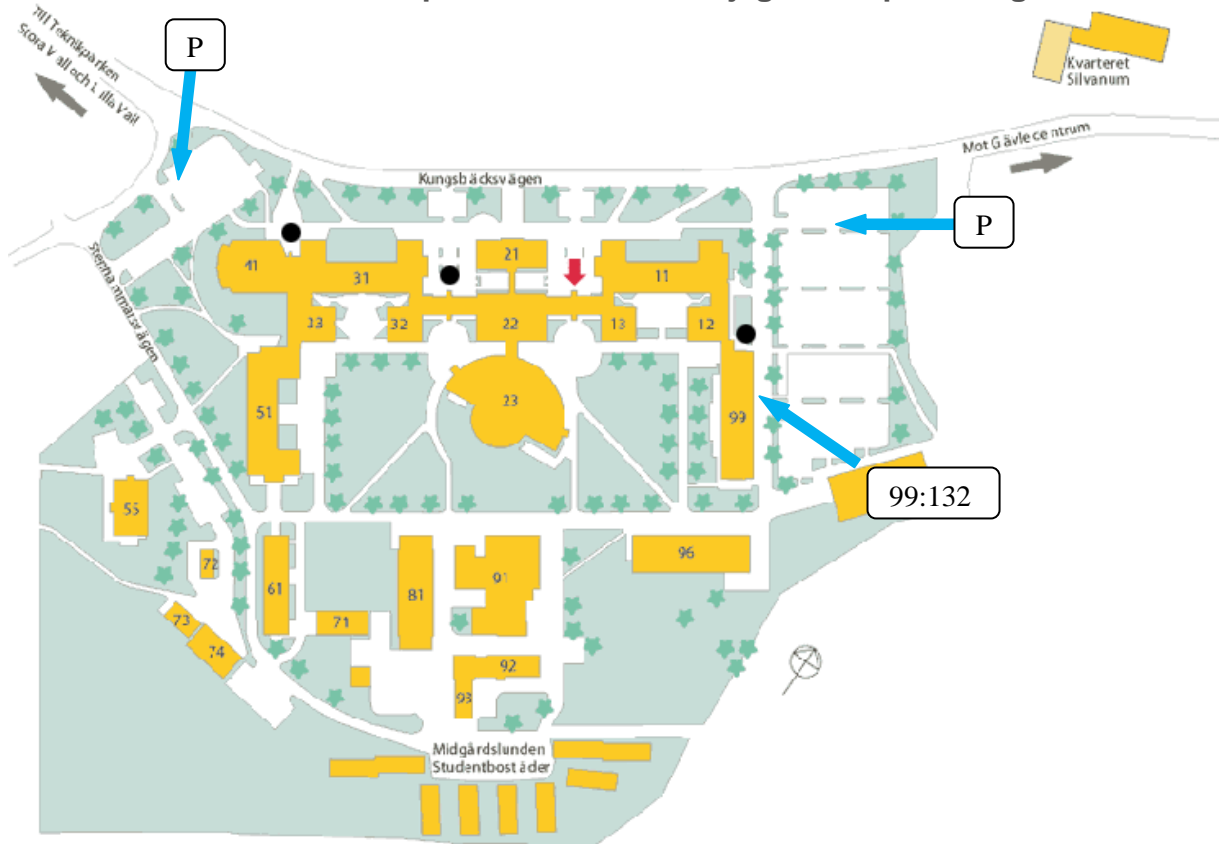 P
Till Teknikparken
Stora Vall och Lilla Vall
Kvarteret
Silvanum
Mot Gävle centrum
Kungsbäcksvägen
P
Stenhammarsvägen
41
31
21
11
33
32
22
13
12
51
23
99
99:132
55
72
61
81
91
96
73
74
71
92
93
Midgårdslunden
Studentbostäder